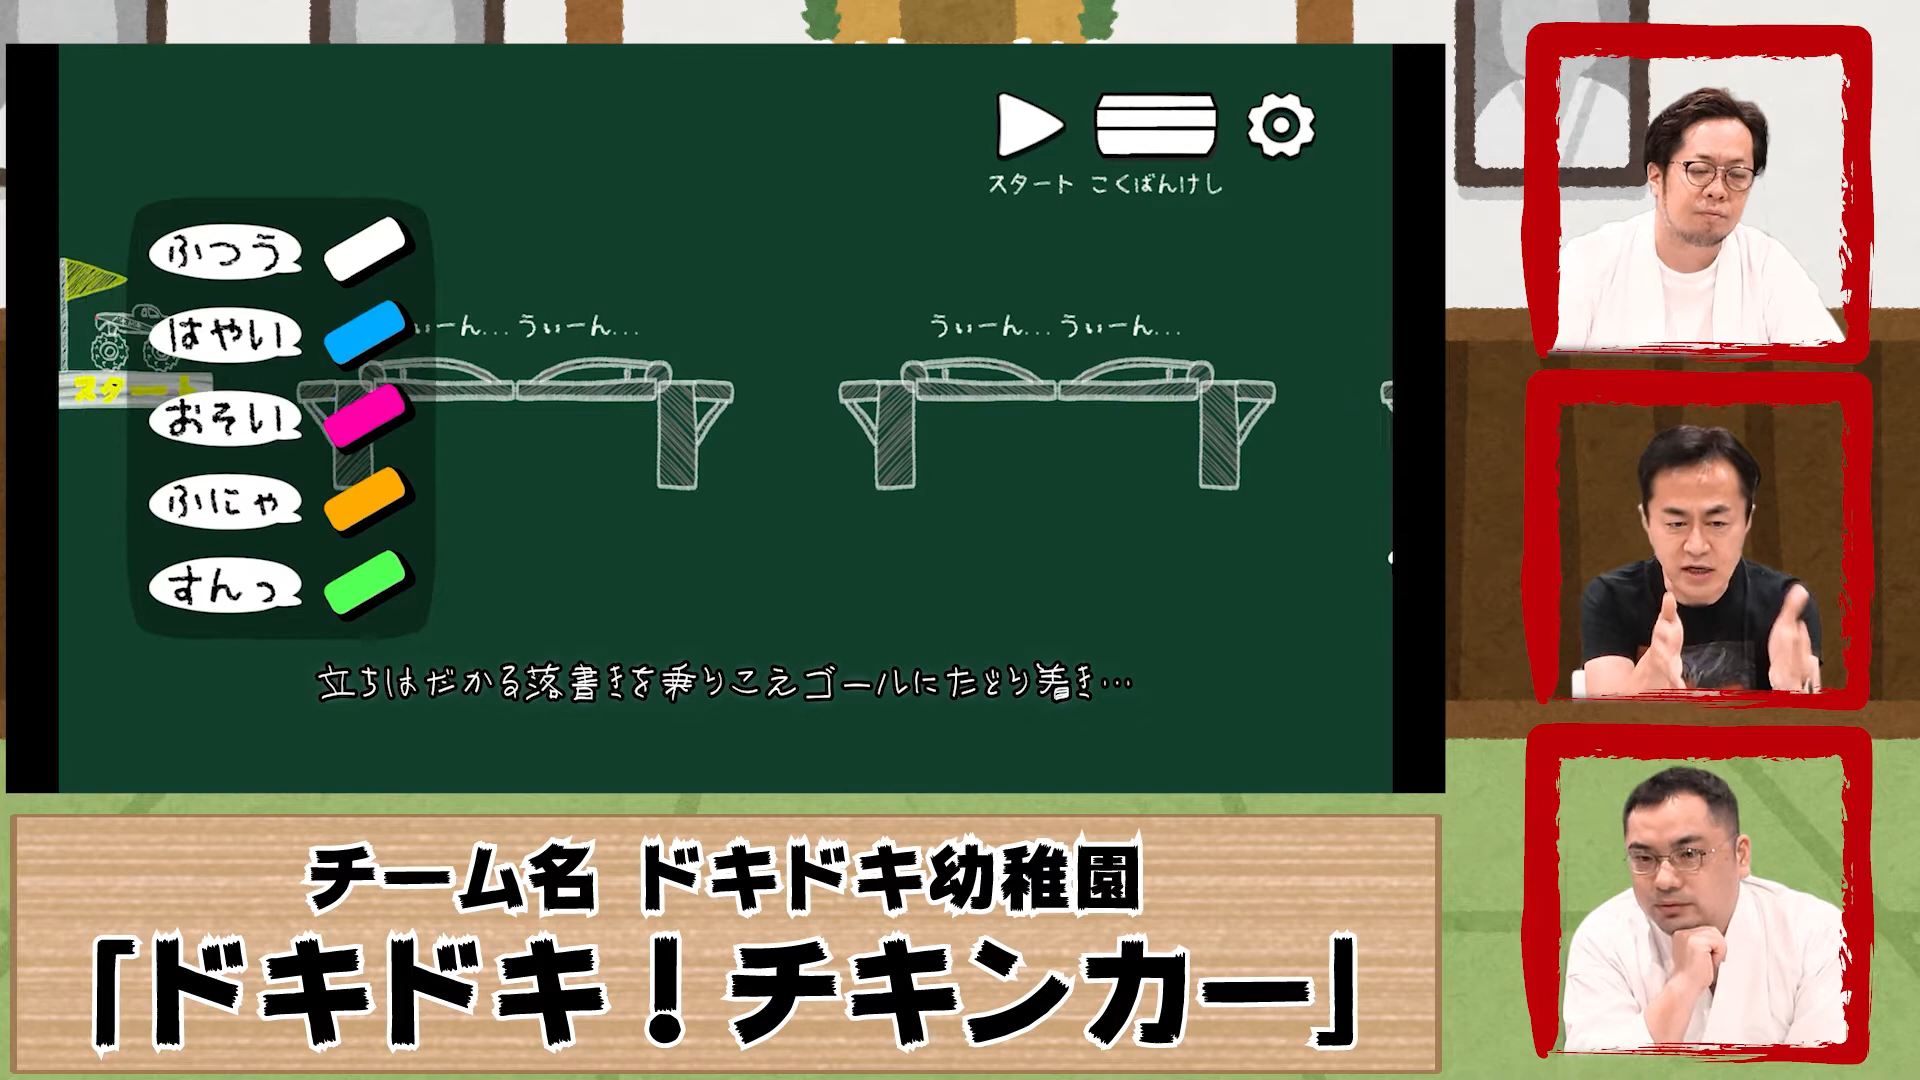 スタート こくばんけし
ふつう
はやい
おそい
ふにゃ
すんっ
スタート
ぃーん…うぃーん…
うぃーん…うぃーん…
立ちはだかる落書きを乗りこえゴールにたどり着き…
チーム名 ドキドキ幼稚園
「ドキドキ！チキンカー」